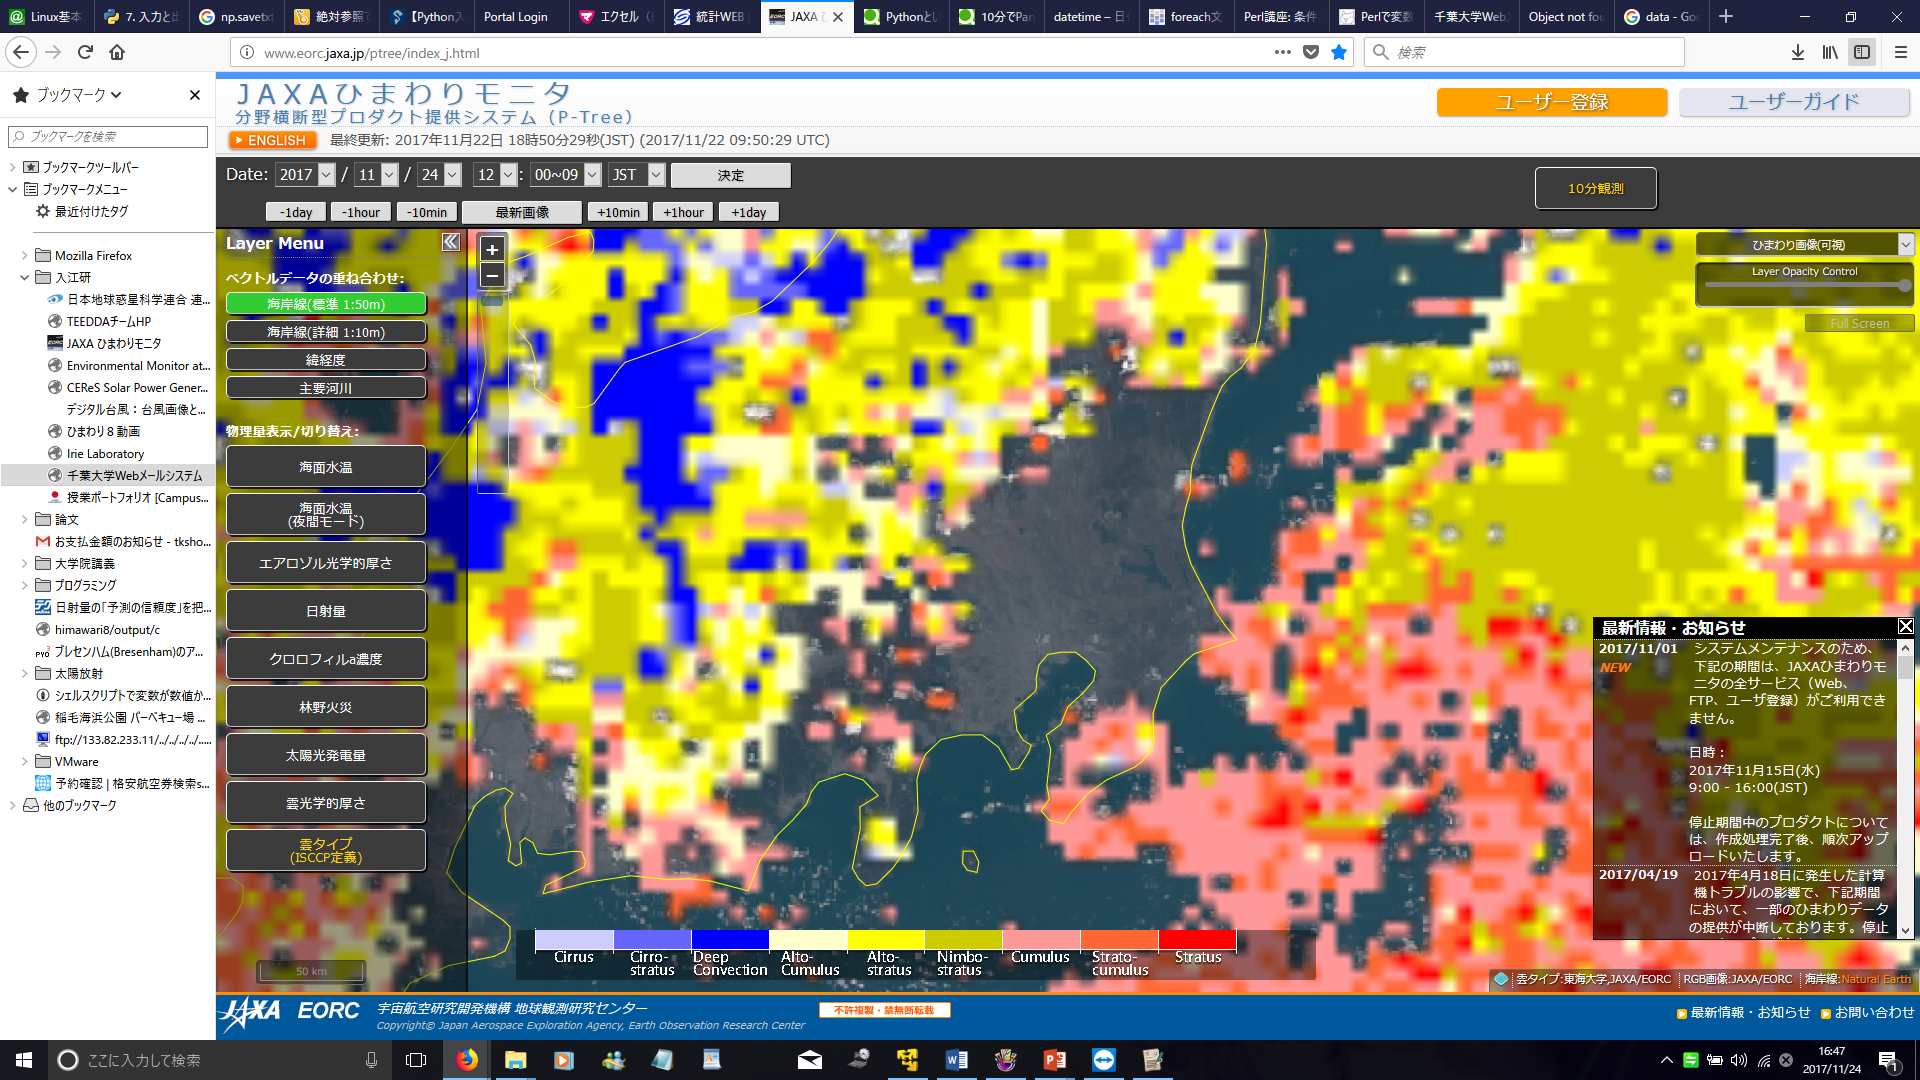 Linux基本
7. 入力と出
np.savetx
絶対参照
【Python入
Portal Login
エクセル
統計WEB
JAXA ひ
Pythonとい
10分でPan
datetime – 日
foreach文
Perl講座: 条件
Perlで変数
千葉大学Web
Object not fou
data - Goo
www.eorc.jaxa.jp/ptree/index_j.html
検索
ブックマーク
ブックマークを検索
ブックマークツールバー
ブックマークメニュー
最近付けたタグ
Mozilla Firefox
入江研
日本地球惑星科学連合 連...
TEEDDAチームHP
JAXA ひまわりモニタ
Environmental Monitor at...
CEReS Solar Power Gener...
デジタル台風：台風画像と...
ひまわり８動画
Irie Laboratory
千葉大学Webメールシステム
授業ポートフォリオ [Campus...
論文
お支払金額のお知らせ - tksho...
大学院講義
プログラミング
日射量の「予測の信頼度」を把...
himawari8/output/c
ブレセンハム(Bresenham)のア...
太陽放射
シェルスクリプトで変数が数値か...
稲毛海浜公園 バーベキュー場 ...
ftp://133.82.233.11/../../../../.....
VMware
予約確認 | 格安航空券検索s...
他のブックマーク
JAXAひまわりモニタ
分野横断型プロダクト提供システム（P-Tree）
ユーザー登録
ユーザーガイド
ENGLISH
最終更新: 2017年11月22日 18時50分29秒(JST) (2017/11/22 09:50:29 UTC)
Date: 2017 / 11 / 24 12 : 00~09 JST 決定
-1day -1hour -10min 最新画像 +10min +1hour +1day
10分観測
Layer Menu
ベクトルデータの重ね合わせ:
海岸線(標準 1:50m)
海岸線(詳細 1:10m)
緯経度
主要河川
物理量表示/切り替え:
海面水温
海面水温
(夜間モード)
エアロゾル光学的厚さ
日射量
クロロフィルa濃度
林野火災
太陽光発電量
雲光学的厚さ
雲タイプ
(ISCCP定義)
50 km
+
−
ひまわり画像(可視)
Layer Opacity Control
Full Screen
最新情報・お知らせ
2017/11/01
NEW
システムメンテナンスのため、
下記の期間は、JAXAひまわりモ
ニタの全サービス（Web、
FTP、ユーザ登録）がご利用でき
ません。
日時：
2017年11月15日(水)
9:00 - 16:00(JST)
停止期間中のプロダクトについて
は、作成処理完了後、順次アップ
ロードいたします。
2017/04/19
2017年4月18日に発生した計算
機トラブルの影響で、下記期間
において、一部のひまわりデータ
の提供が中断しております。停止
Cirrus
Cirro-
stratus
Deep
Convection
Alto-
Cumulus
Alto-
stratus
Nimbo-
stratus
Cumulus
Strato-
cumulus
Stratus
雲タイプ:東海大学,JAXA/EORC RGB画像:JAXA/EORC 海岸線:Natural Earth
JAXA EORC
宇宙航空研究開発機構 地球観測研究センター
Copyright© Japan Aerospace Exploration Agency, Earth Observation Research Center
不許複製・禁無断転載
最新情報・お知らせ
お問い合わせ
ここに入力して検索
16:47
2017/11/24
1